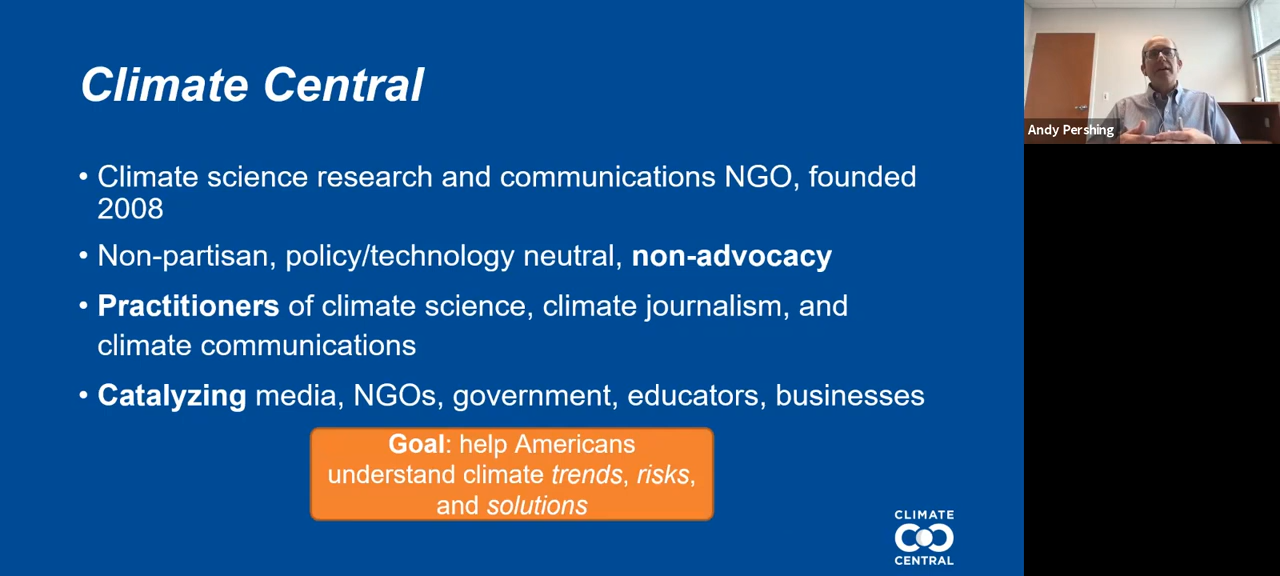 Climate Central
• Climate science research and communications NGO, founded
2008
• Non-partisan, policy/technology neutral, non-advocacy
• Practitioners of climate science, climate journalism, and
climate communications
• Catalyzing media, NGOs, government, educators, businesses
Goal: help Americans
understand climate trends, risks,
and solutions
CLIMATE
CENTRAL
Andy Pershing